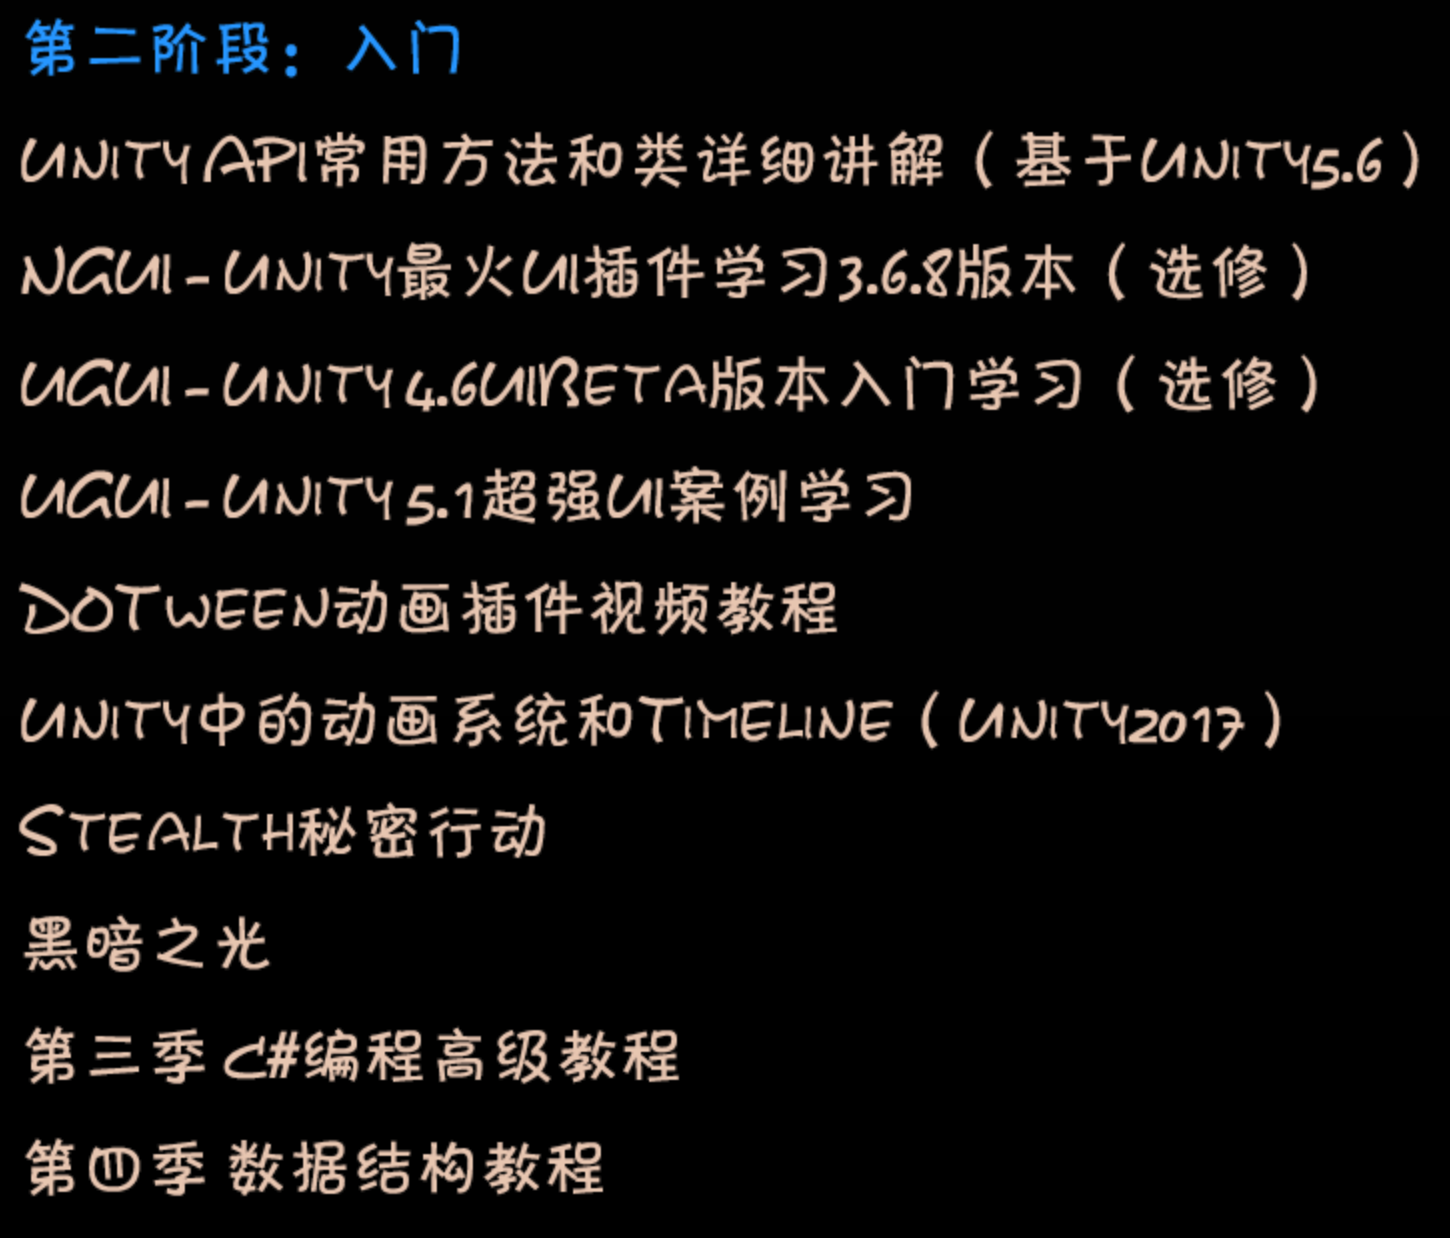 第二阶段：入门
Unity API常用方法和类详细讲解（基于Unity5.6）
NGUI - Unity最火UI插件学习3.6.8版本（选修）
UGUI - Unity 4.6UIBeta版本入门学习（选修）
UGUI - Unity 5.1超强UI案例学习
DOTween动画插件视频教程
Unity中的动画系统和Timeline（Unity2017）
Stealth秘密行动
黑暗之光
第三季 C#编程高级教程
第四季 数据结构教程